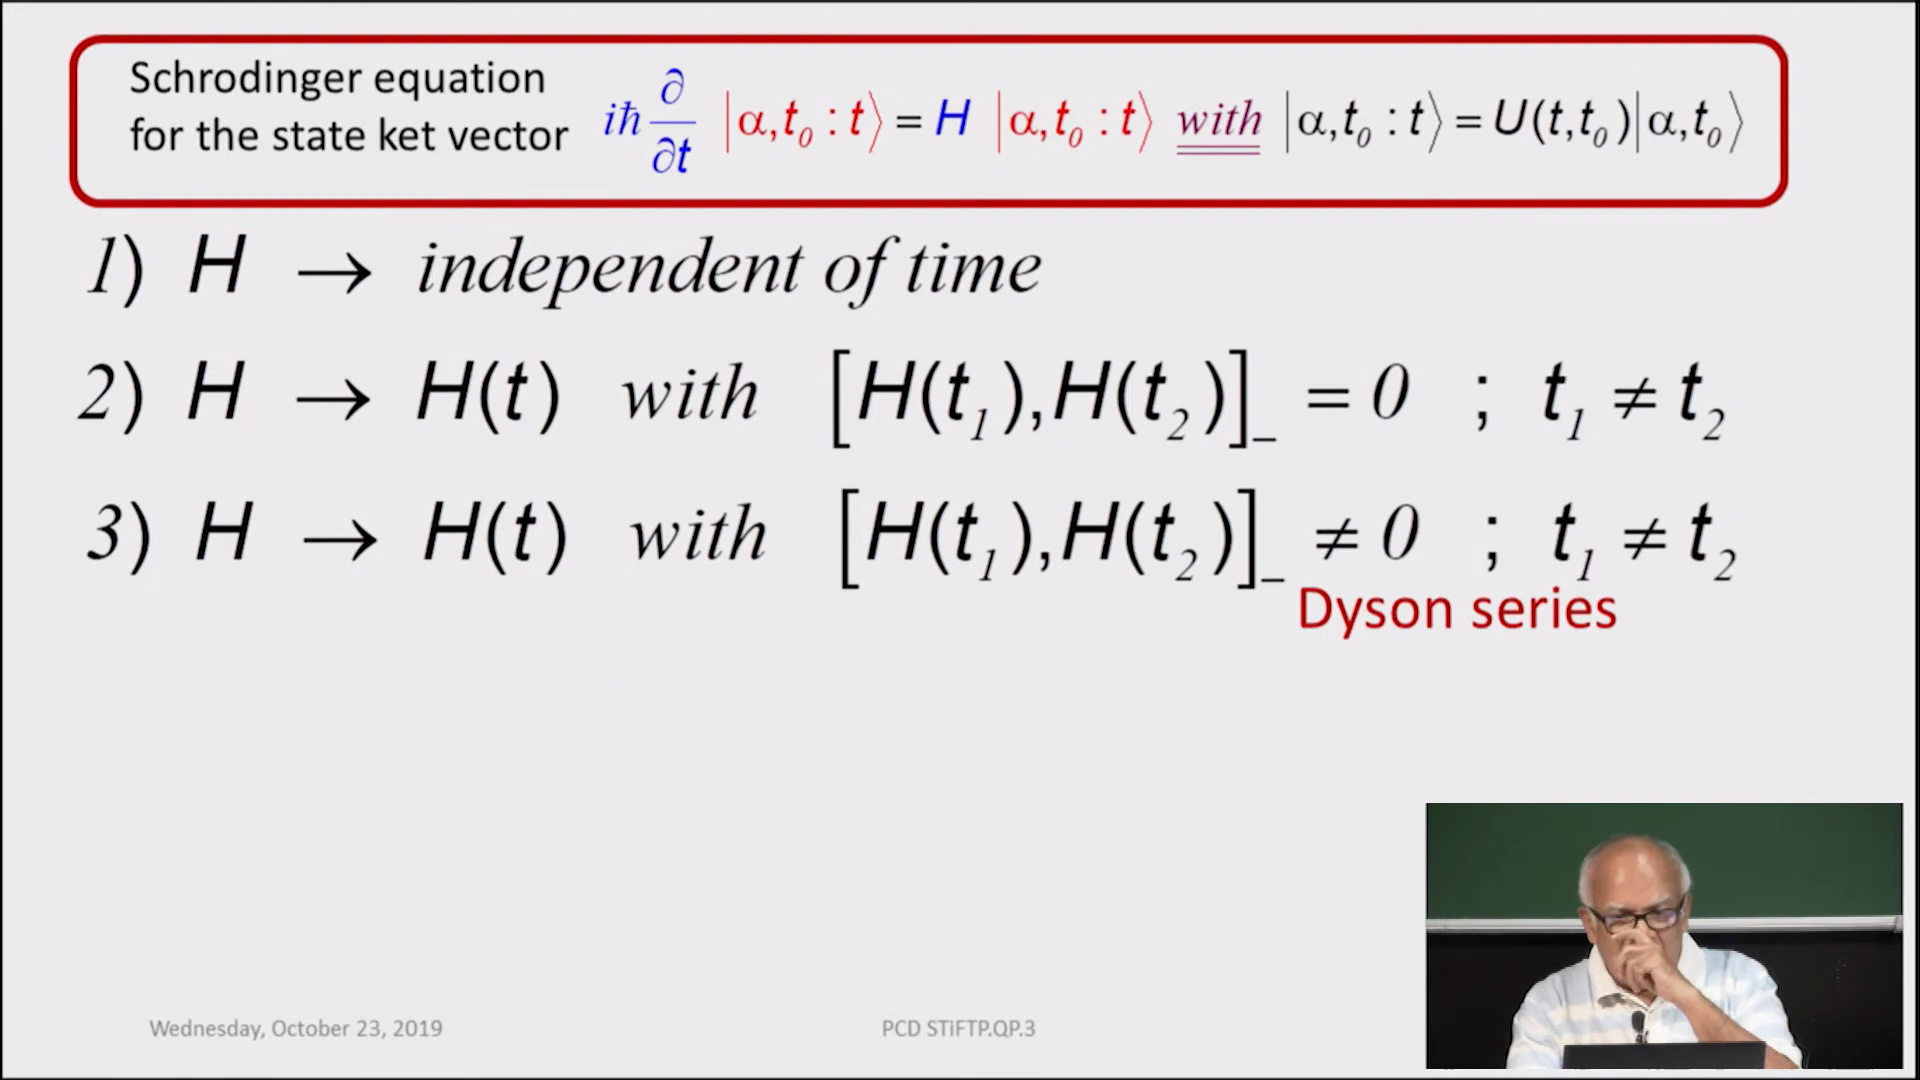 Schrodinger equation
for the state ket vector iħ ∂/∂t |α,t₀ : t⟩ = H |α,t₀ : t⟩ with |α,t₀ : t⟩ = U(t,t₀)|α,t₀⟩
1) H → independent of time
2) H → H(t) with [H(t₁),H(t₂)]₋ = 0 ; t₁ ≠ t₂
3) H → H(t) with [H(t₁),H(t₂)]₋ ≠ 0 ; t₁ ≠ t₂
Dyson series
Wednesday, October 23, 2019 PCD STiFTP.QP.3